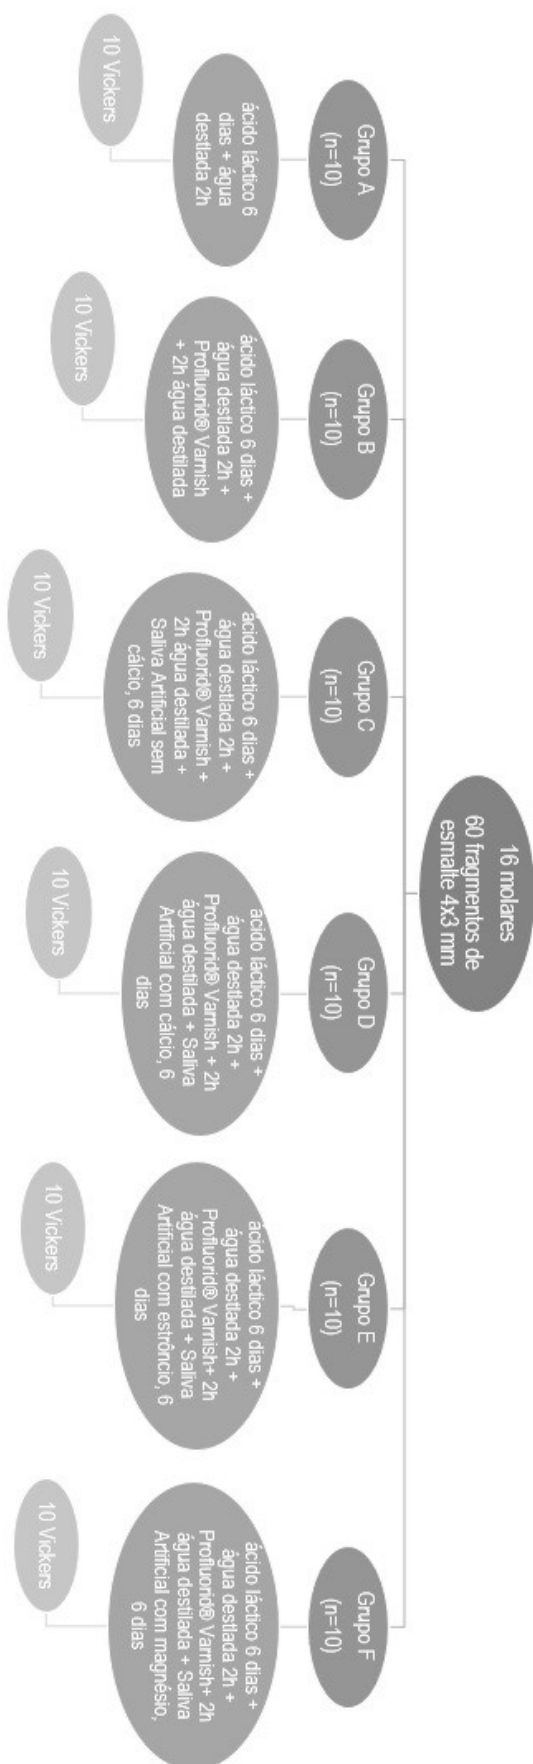 16 molares
60 fragmentos de
esmalte 4x3 mm
Grupo A
(n=10)
ácido láctico 6
dias + água
destlada 2h
10 Vickers
Grupo B
(n=10)
ácido láctico 6 dias +
água destlada 2h +
Profluorid® Varnish
+ 2h água destilada
10 Vickers
Grupo C
(n=10)
ácido láctico 6 dias +
água destlada 2h +
Profluorid® Varnish +
2h água destilada +
Saliva Artificial sem
cálcio, 6 dias
10 Vickers
Grupo D
(n=10)
ácido láctico 6 dias +
água destlada 2h +
Profluorid® Varnish + 2h
água destilada + Saliva
Artificial com cálcio, 6
dias
10 Vickers
Grupo E
(n=10)
ácido láctico 6 dias +
água destlada 2h +
Profluorid® Varnish+ 2h
água destilada + Saliva
Artificial com estrôncio, 6
dias
10 Vickers
Grupo F
(n=10)
ácido láctico 6 dias +
água destlada 2h +
Profluorid® Varnish+ 2h
água destilada + Saliva
Artificial com magnésio,
6 dias
10 Vickers